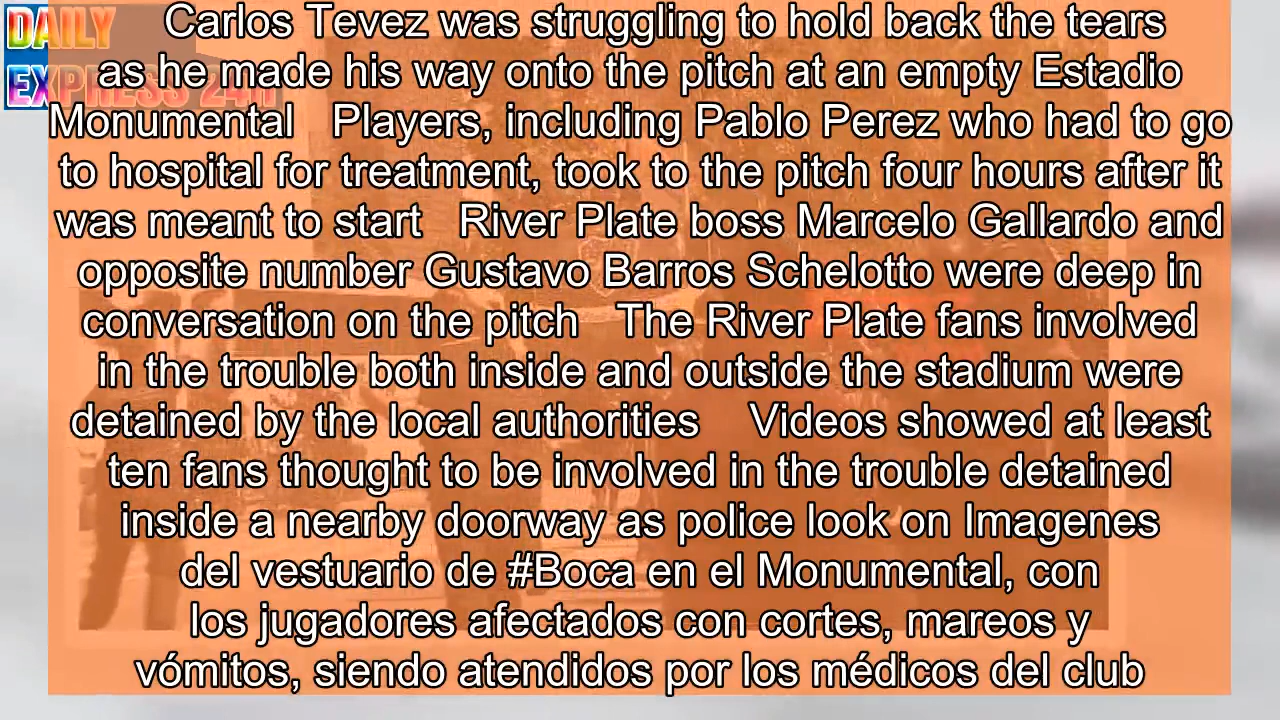 DAILY
EXPRESS 24H
Carlos Tevez was struggling to hold back the tears
as he made his way onto the pitch at an empty Estadio
Monumental Players, including Pablo Perez who had to go
to hospital for treatment, took to the pitch four hours after it
was meant to start River Plate boss Marcelo Gallardo and
opposite number Gustavo Barros Schelotto were deep in
conversation on the pitch The River Plate fans involved
in the trouble both inside and outside the stadium were
detained by the local authorities Videos showed at least
ten fans thought to be involved in the trouble detained
inside a nearby doorway as police look on Imagenes
del vestuario de #Boca en el Monumental, con
los jugadores afectados con cortes, mareos y
vómitos, siendo atendidos por los médicos del club